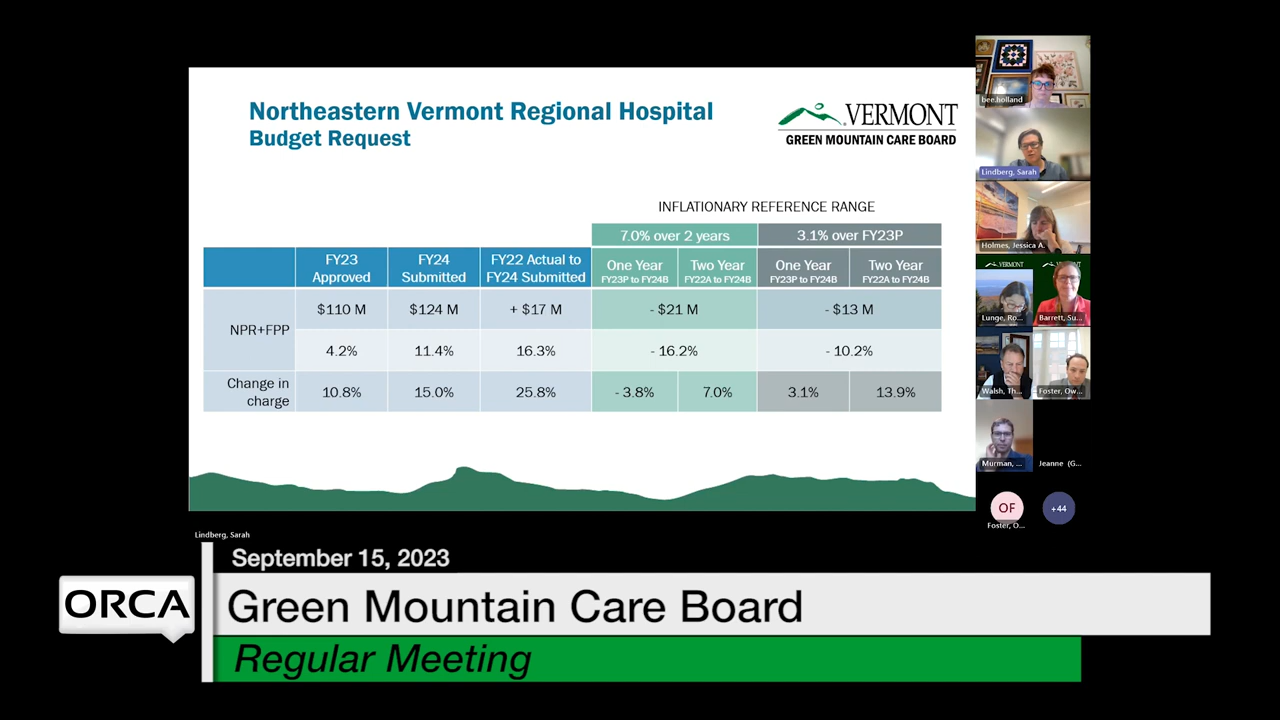 Northeastern Vermont Regional Hospital
Budget Request
VERMONT
GREEN MOUNTAIN CARE BOARD
INFLATIONARY REFERENCE RANGE
7.0% over 2 years
3.1% over FY23P
FY23 Approved
FY24 Submitted
FY22 Actual to FY24 Submitted
One Year FY23P to FY24B
Two Year FY22A to FY24B
One Year FY23P to FY24B
Two Year FY22A to FY24B
NPR+FPP
$110 M
$124 M
+ $17 M
- $21 M
- $13 M
4.2%
11.4%
16.3%
- 16.2%
- 10.2%
Change in charge
10.8%
15.0%
25.8%
- 3.8%
7.0%
3.1%
13.9%
bee.holland
Lindberg, Sarah
Holmes, Jessica A.
VERMONT
VERMONT
Lunge, Ro...
Barrett, Su...
Walsh, Th...
Foster, Ow...
Murman, ...
Jeanne (G...
OF
+44
Foster, O...
Lindberg, Sarah
September 15, 2023
ORCA
Green Mountain Care Board
Regular Meeting